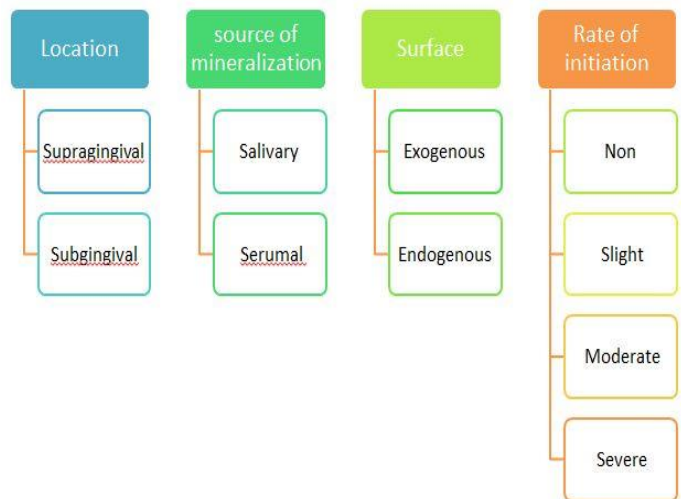 Location
Supragingival
Subgingival
source of
mineralization
Salivary
Serumal
Surface
Exogenous
Endogenous
Rate of
initiation
Non
Slight
Moderate
Severe